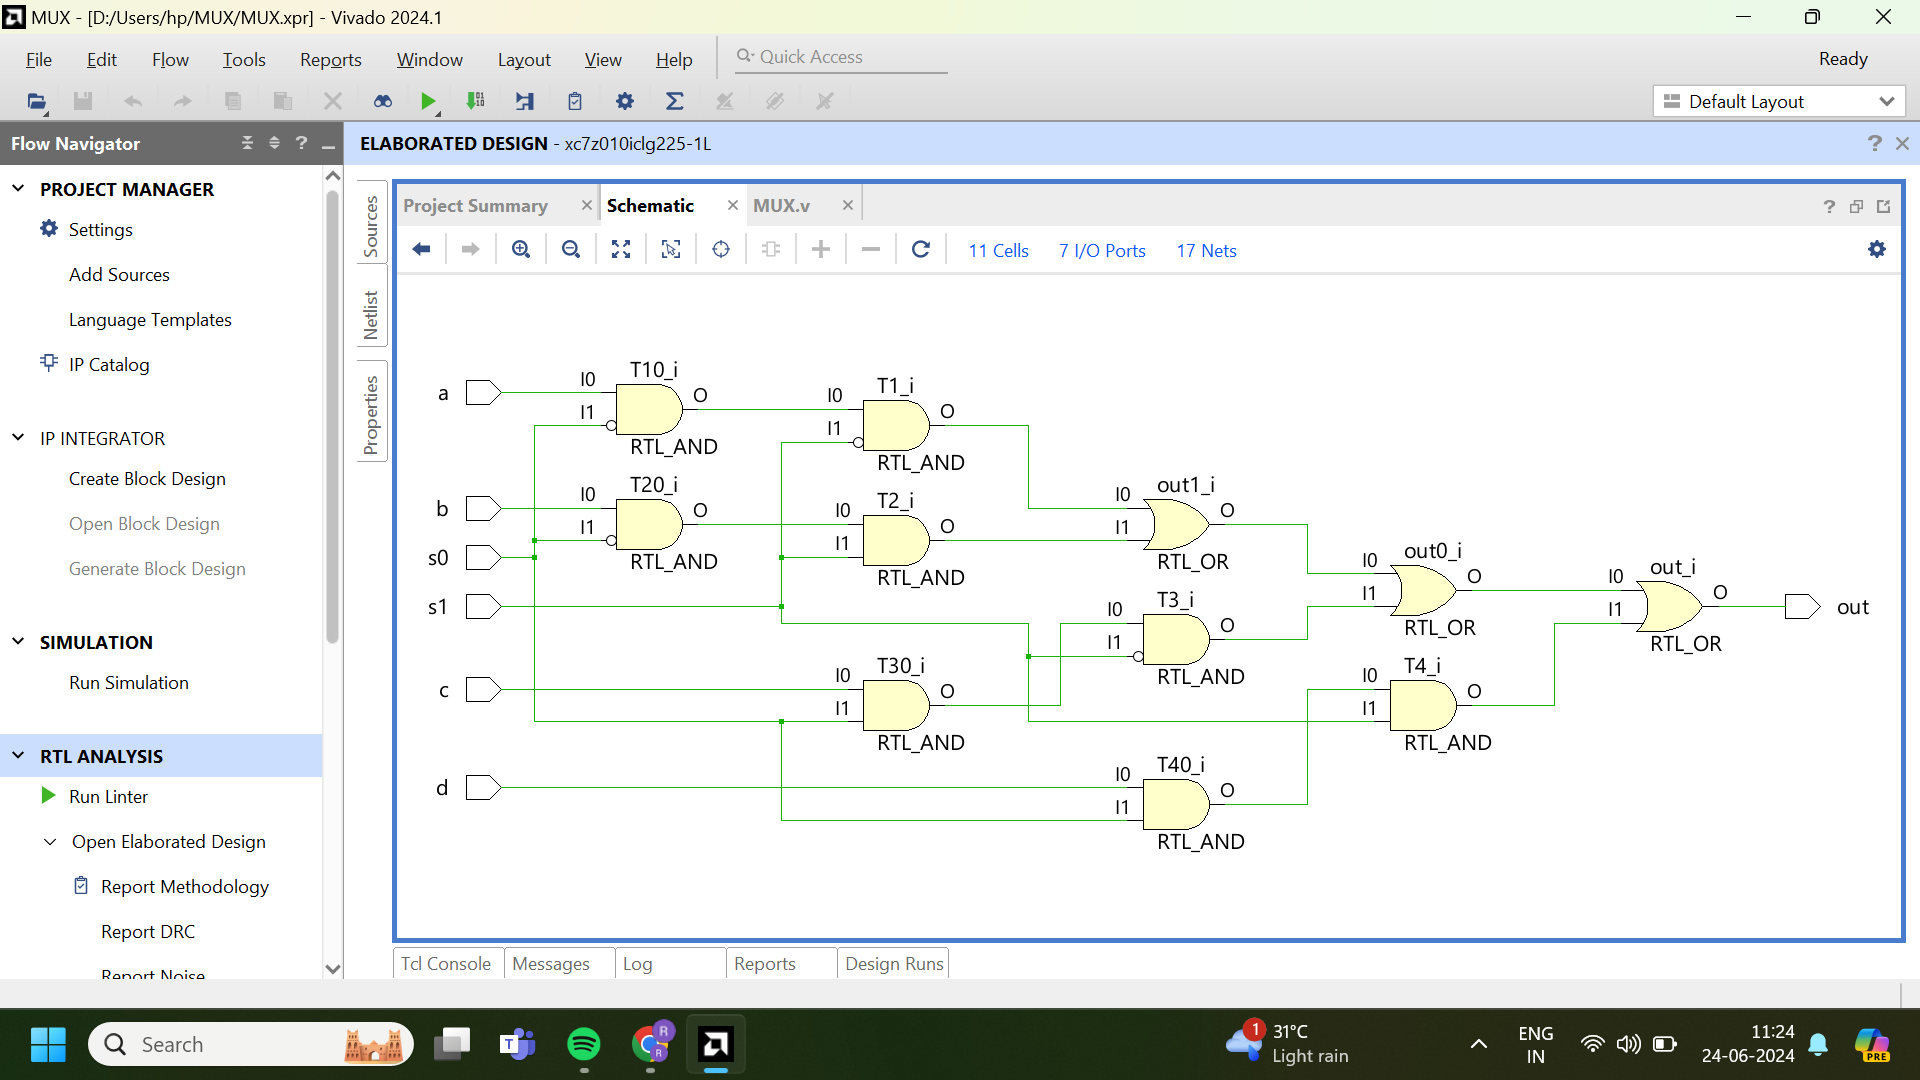 MUX - [D:/Users/hp/MUX/MUX.xpr] - Vivado 2024.1
File Edit Flow Tools Reports Window Layout View Help Quick Access Ready
Default Layout
Flow Navigator
ELABORATED DESIGN - xc7z010iclg225-1L
PROJECT MANAGER
Settings
Add Sources
Language Templates
IP Catalog
IP INTEGRATOR
Create Block Design
Open Block Design
Generate Block Design
SIMULATION
Run Simulation
RTL ANALYSIS
Run Linter
Open Elaborated Design
Report Methodology
Report DRC
Report Noise
Sources
Netlist
Properties
Project Summary Schematic MUX.v
11 Cells 7 I/O Ports 17 Nets
a
b
s0
s1
c
d
T10_i
I0
I1
O
RTL_AND
T20_i
I0
I1
O
RTL_AND
T1_i
I0
I1
O
RTL_AND
T2_i
I0
I1
O
RTL_AND
T30_i
I0
I1
O
RTL_AND
out1_i
I0
I1
O
RTL_OR
T3_i
I0
I1
O
RTL_AND
T40_i
I0
I1
O
RTL_AND
out0_i
I0
I1
O
RTL_OR
T4_i
I0
I1
O
RTL_AND
out_i
I0
I1
O
RTL_OR
out
Tcl Console Messages Log Reports Design Runs
Search
T
R
R
1
31°C
Light rain
ENG
IN
11:24
24-06-2024
PRE